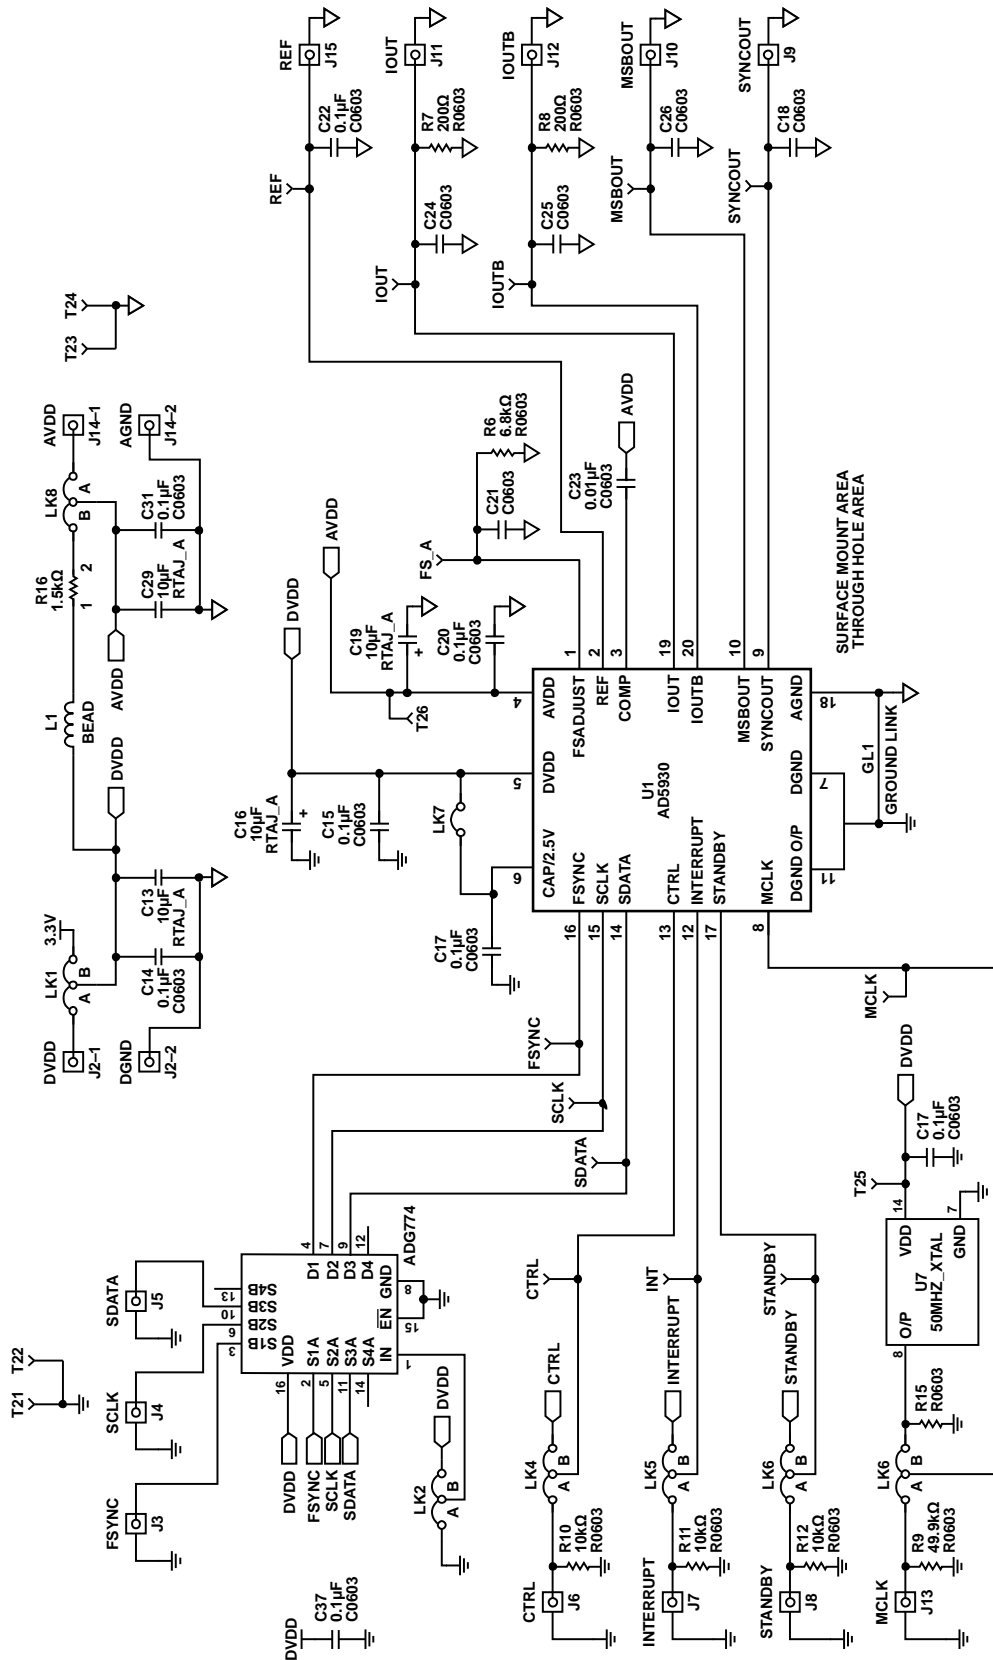 DVDD
J2–1
DGND
J2–2
LK1
A
B
3.3V
C14
0.1µF
C0603
C13
10µF
RTAJ_A
DVDD
L1
BEAD
AVDD
R16
1.5kΩ
1
2
C29
10µF
RTAJ_A
C31
0.1µF
C0603
LK8
B
A
AVDD
J14–1
AGND
J14–2
T23
T24
T21
T22
FSYNC
J3
SCLK
J4
SDATA
J5
3
6
10
13
S1B
S2B
S3B
S4B
VDD
S1A
S2A
S3A
S4A
IN
EN
GND
D1
D2
D3
D4
4
7
9
12
ADG774
16
2
5
11
14
1
15
8
DVDD
FSYNC
SCLK
SDATA
LK2
A
B
DVDD
DVDD
C37
0.1µF
C0603
FSYNC
SCLK
SDATA
C16
10µF
RTAJ_A
+
DVDD
C15
0.1µF
C0603
LK7
C17
0.1µF
C0603
AVDD
T26
C19
10µF
RTAJ_A
+
C20
0.1µF
C0603
FS_A
C21
C0603
R6
6.8kΩ
R0603
C23
0.01µF
C0603
AVDD
6
5
4
CAP/2.5V
DVDD
AVDD
16
FSYNC
15
SCLK
14
SDATA
13
CTRL
12
INTERRUPT
17
STANDBY
8
MCLK
U1
AD5930
FSADJUST
1
REF
2
COMP
3
IOUT
19
IOUTB
20
MSBOUT
10
SYNCOUT
9
DGND O/P
DGND
AGND
11
7
18
GL1
GROUND LINK
SURFACE MOUNT AREA
THROUGH HOLE AREA
REF
C22
0.1µF
C0603
REF
J15
IOUT
C24
C0603
R7
200Ω
R0603
IOUT
J11
IOUTB
C25
C0603
R8
200Ω
R0603
IOUTB
J12
MSBOUT
C26
C0603
MSBOUT
J10
SYNCOUT
C18
C0603
SYNCOUT
J9
CTRL
J6
R10
10kΩ
R0603
LK4
A
B
CTRL
CTRL
INTERRUPT
J7
R11
10kΩ
R0603
LK5
A
B
INTERRUPT
INT
STANDBY
J8
R12
10kΩ
R0603
LK6
A
B
STANDBY
STANDBY
MCLK
J13
R9
49.9kΩ
R0603
LK6
A
B
R15
R0603
8
O/P
U7
50MHZ_XTAL
VDD
GND
14
7
T25
C17
0.1µF
C0603
DVDD
MCLK